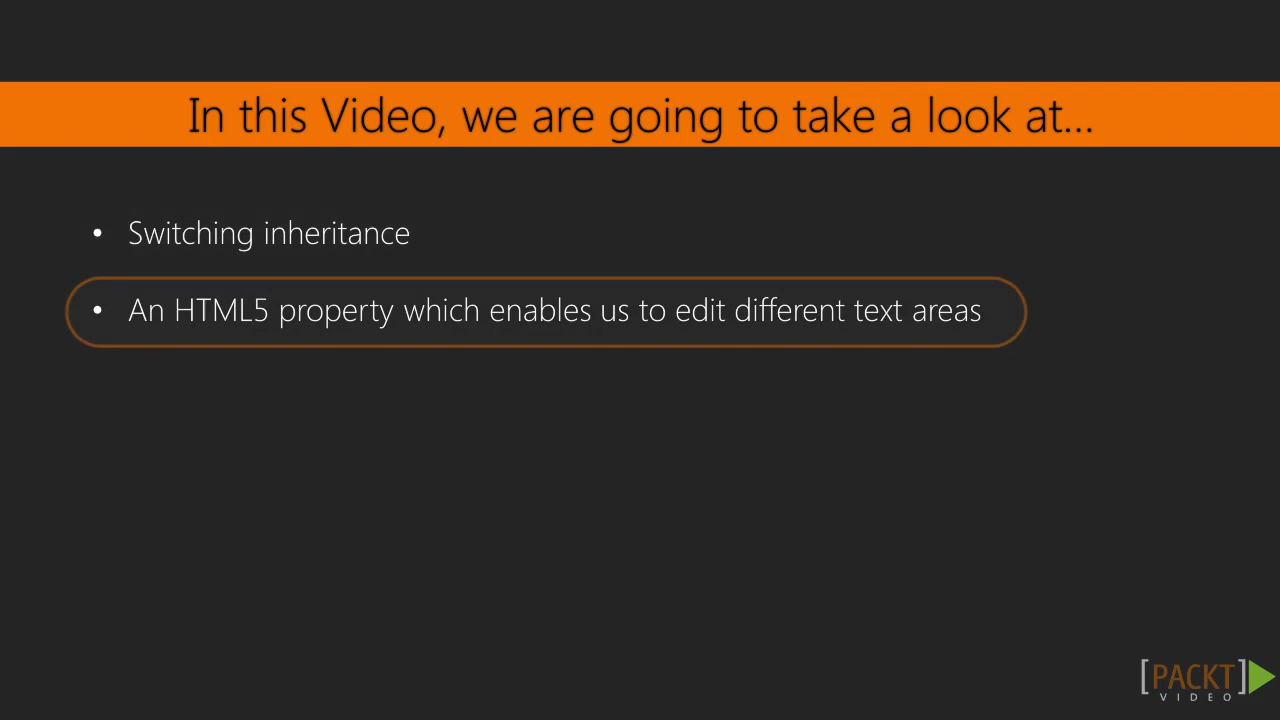 In this Video, we are going to take a look at...
• Switching inheritance
• An HTML5 property which enables us to edit different text areas
[PACKT]
VIDEO